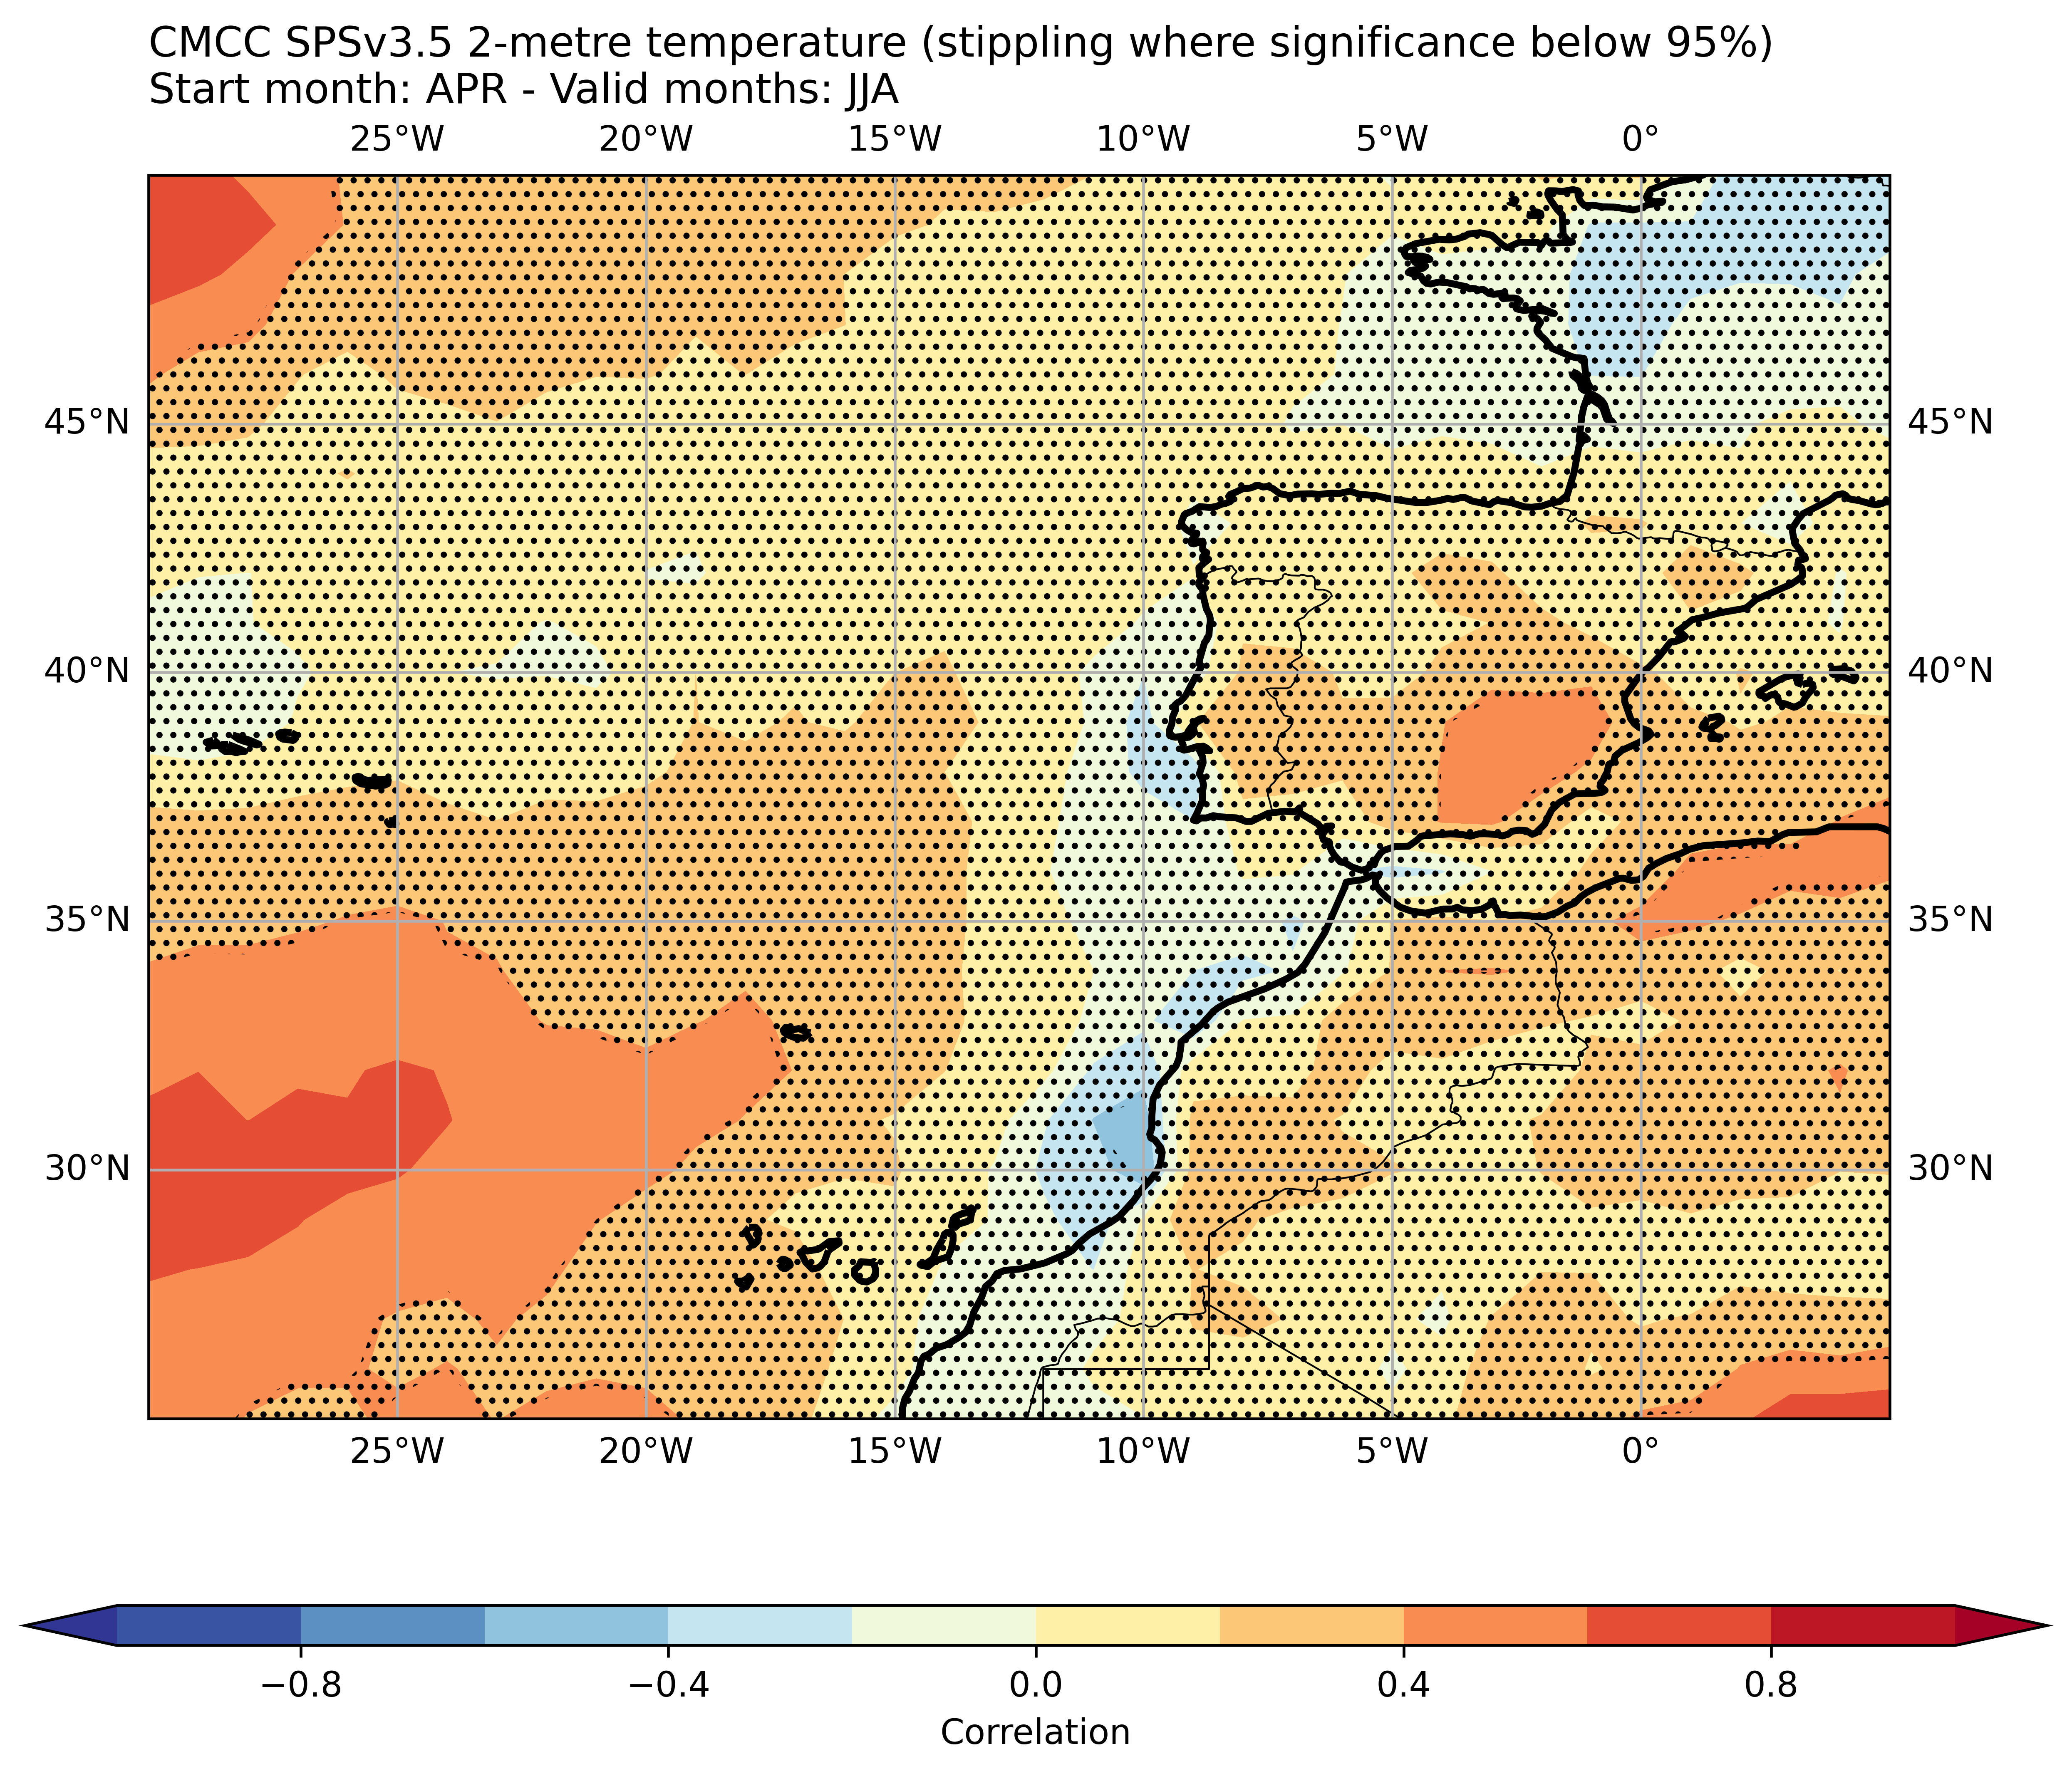 CMCC SPSv3.5 2-metre temperature (stippling where significance below 95%)
Start month: APR - Valid months: JJA
25°W 20°W 15°W 10°W 5°W 0°
45°N 45°N
40°N 40°N
35°N 35°N
30°N 30°N
25°W 20°W 15°W 10°W 5°W 0°
−0.8 −0.4 0.0 0.4 0.8
Correlation